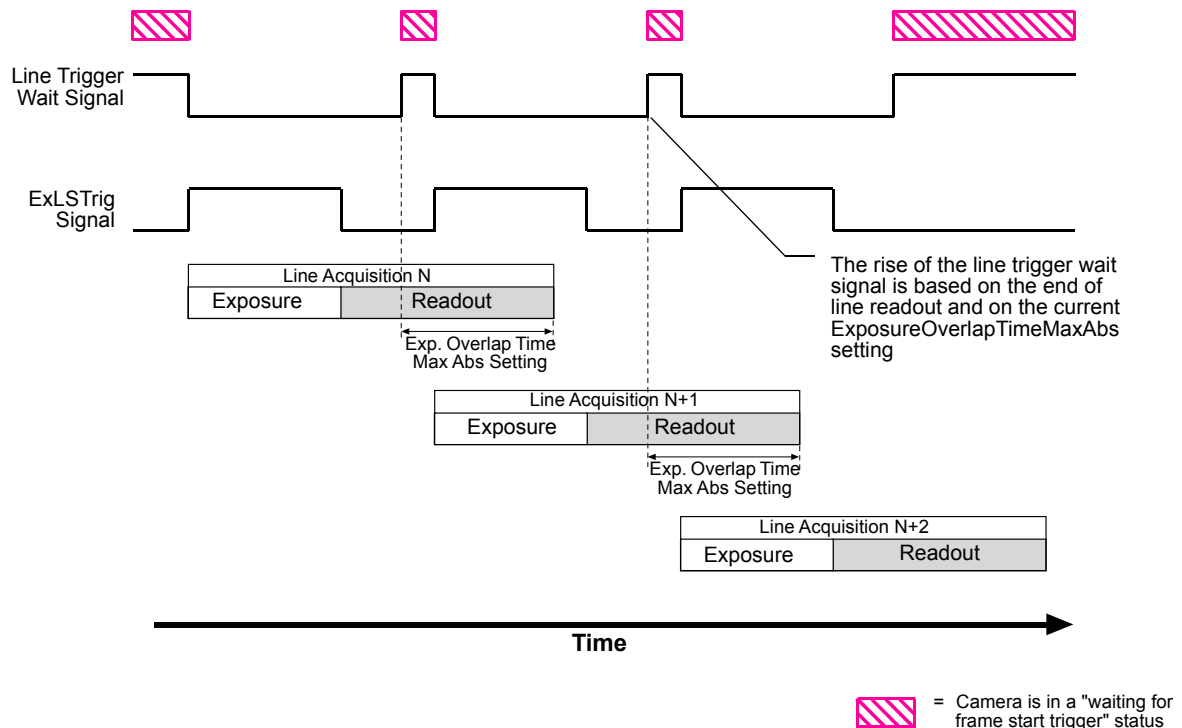 Line Trigger
Wait Signal
ExLSTrig
Signal
Line Acquisition N
Exposure
Readout
Exp. Overlap Time
Max Abs Setting
The rise of the line trigger wait
signal is based on the end of
line readout and on the current
ExposureOverlapTimeMaxAbs
setting
Line Acquisition N+1
Exposure
Readout
Exp. Overlap Time
Max Abs Setting
Line Acquisition N+2
Exposure
Readout
Time
= Camera is in a "waiting for
frame start trigger" status